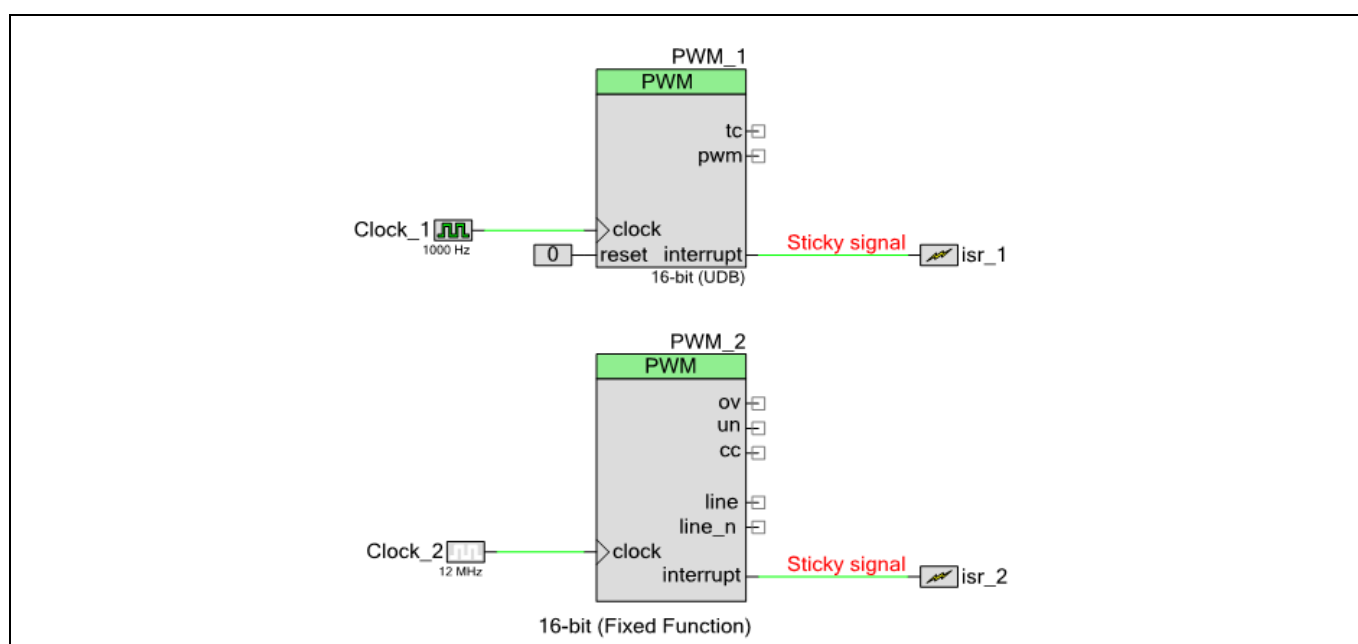 PWM_1
PWM
tc
pwm
Clock_1
1000 Hz
clock
0
reset interrupt
Sticky signal
isr_1
16-bit (UDB)
PWM_2
PWM
ov
un
cc
line
line_n
Clock_2
12 MHz
clock
interrupt
Sticky signal
isr_2
16-bit (Fixed Function)